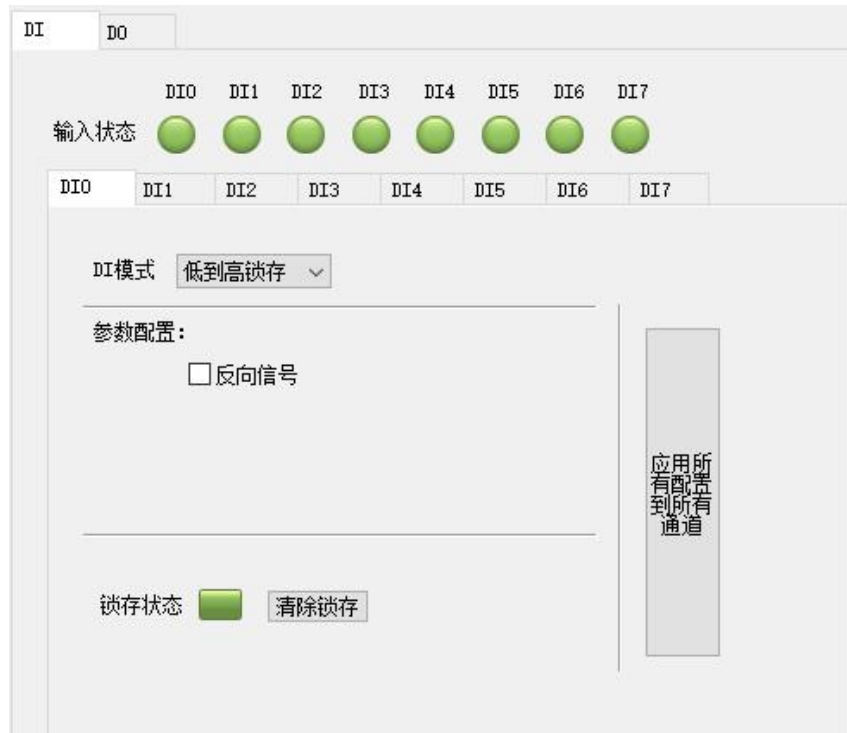 DI DO
DI0 DI1 DI2 DI3 DI4 DI5 DI6 DI7
输入状态
DI0 DI1 DI2 DI3 DI4 DI5 DI6 DI7
DI模式 低到高锁存
参数配置:
反向信号
应用所
有配置
到所有
通道
锁存状态 清除锁存